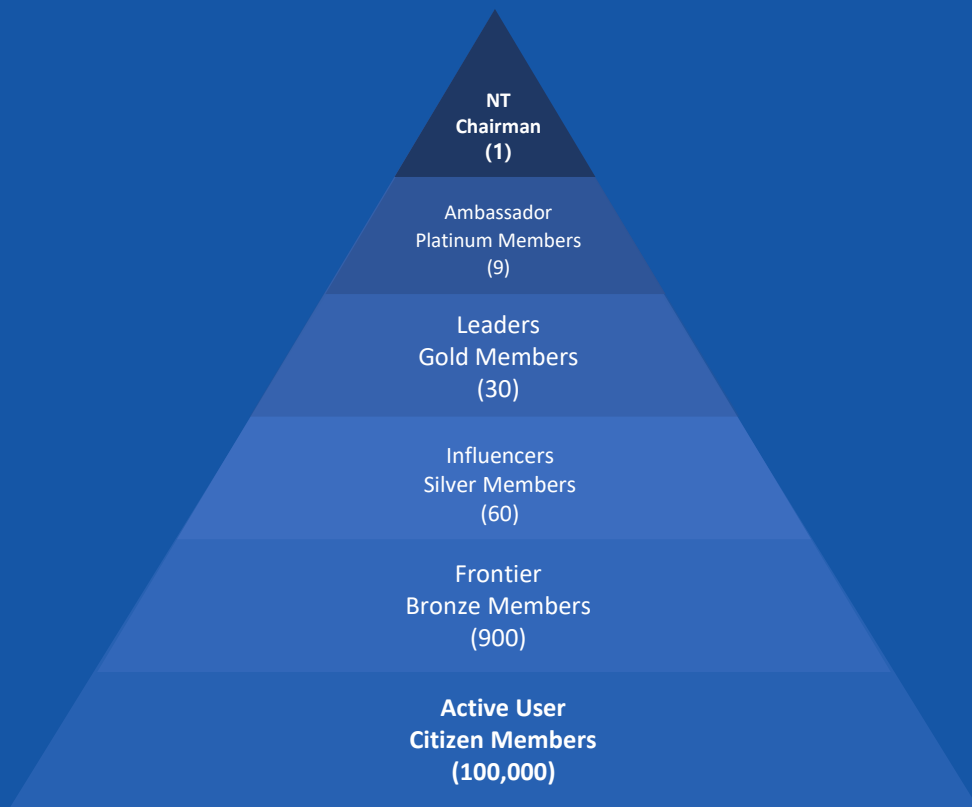 NT
Chairman
(1)
Ambassador
Platinum Members
(9)
Leaders
Gold Members
(30)
Influencers
Silver Members
(60)
Frontier
Bronze Members
(900)
Active User
Citizen Members
(100,000)